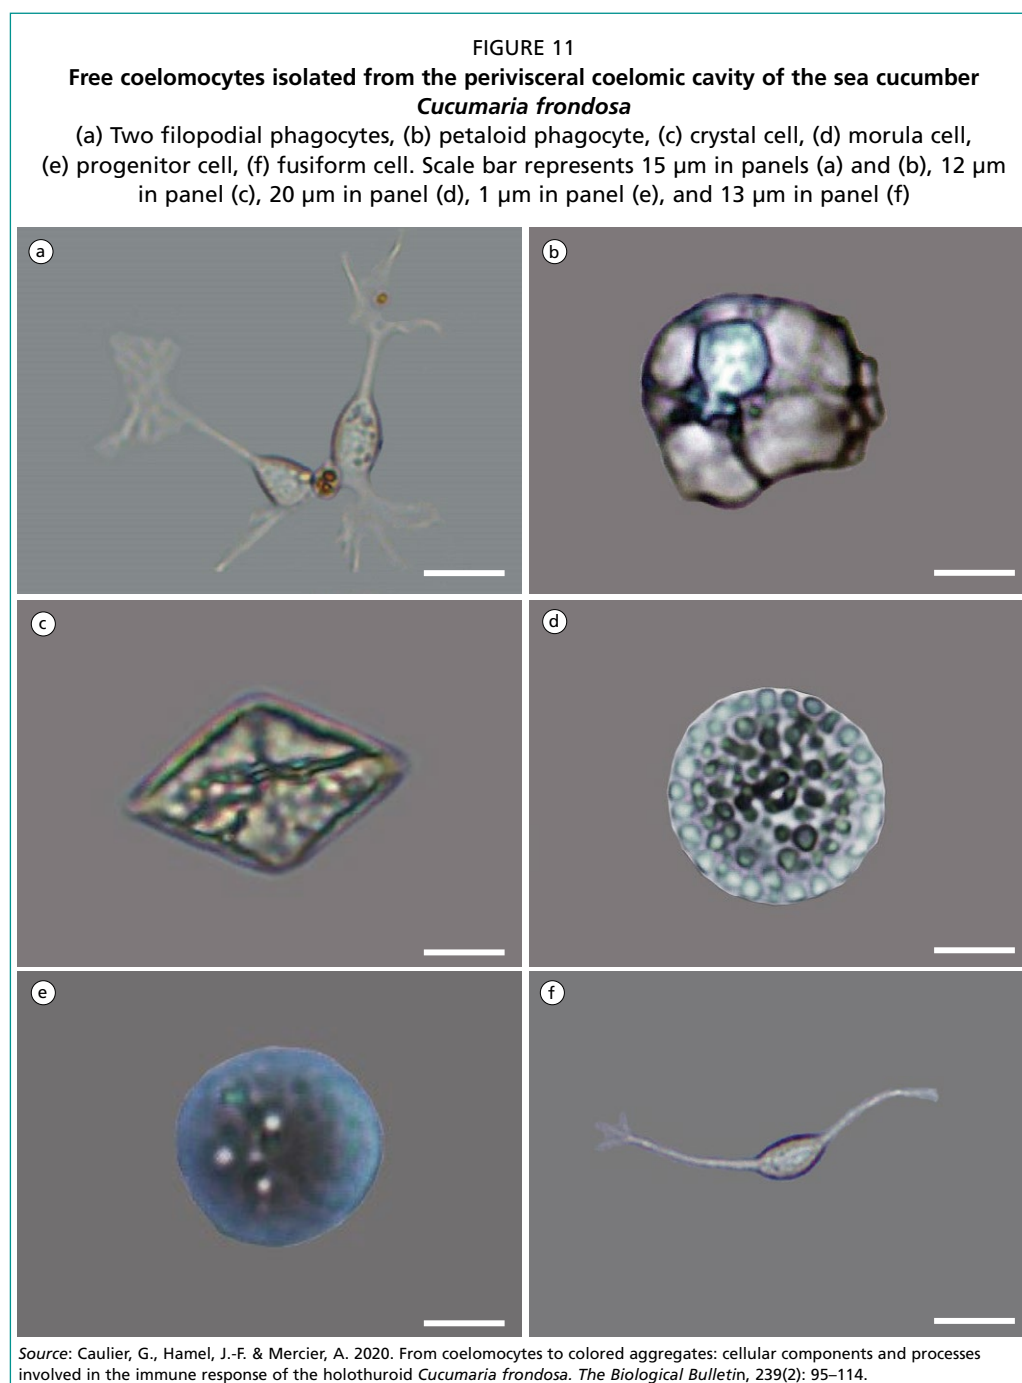 FIGURE 11
Free coelomocytes isolated from the perivisceral coelomic cavity of the sea cucumber
Cucumaria frondosa
(a) Two filopodial phagocytes, (b) petaloid phagocyte, (c) crystal cell, (d) morula cell,
(e) progenitor cell, (f) fusiform cell. Scale bar represents 15 µm in panels (a) and (b), 12 µm
in panel (c), 20 µm in panel (d), 1 µm in panel (e), and 13 µm in panel (f)
a
b
c
d
e
f
Source: Caulier, G., Hamel, J.-F. & Mercier, A. 2020. From coelomocytes to colored aggregates: cellular components and processes
involved in the immune response of the holothuroid Cucumaria frondosa. The Biological Bulletin, 239(2): 95–114.